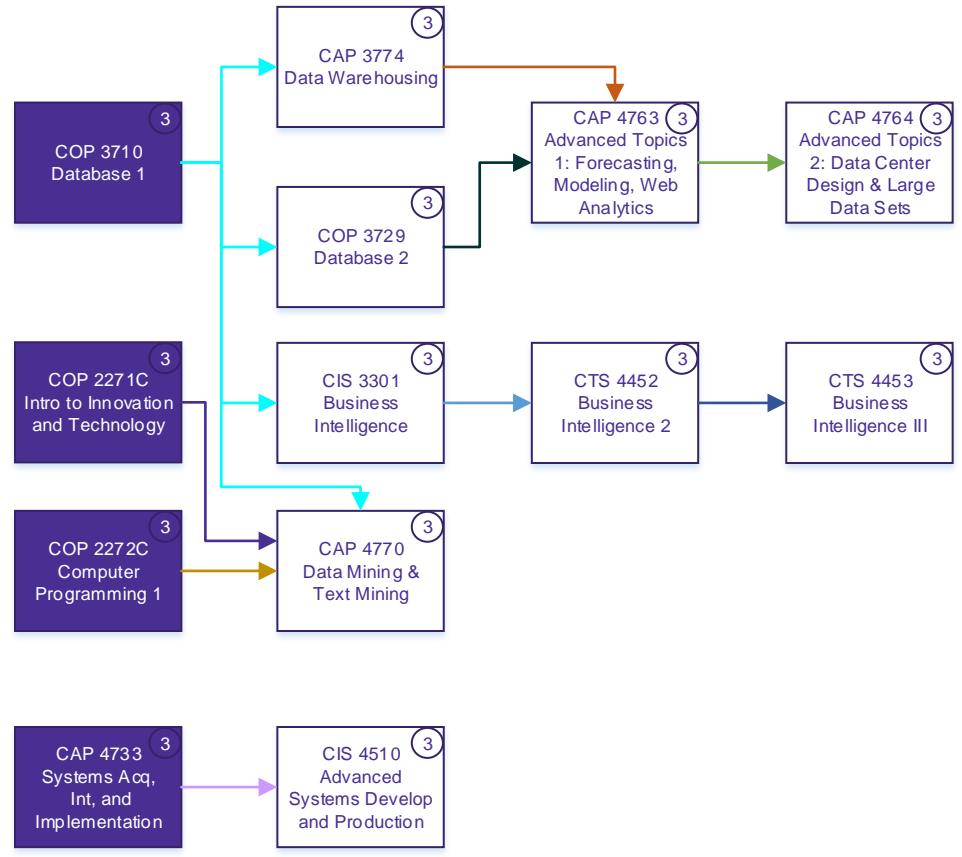 3
CAP 3774
Data Warehousing
3
COP 3710
Database 1
3
CAP 4763
Advanced Topics
1: Forecasting,
Modeling, Web
Analytics
3
CAP 4764
Advanced Topics
2: Data Center
Design & Large
Data Sets
3
COP 3729
Database 2
3
COP 2271C
Intro to Innovation
and Technology
3
CIS 3301
Business
Intelligence
3
CTS 4452
Business
Intelligence 2
3
CTS 4453
Business
Intelligence III
3
COP 2272C
Computer
Programming 1
3
CAP 4770
Data Mining &
Text Mining
3
CAP 4733
Systems Acq,
Int, and
Implementation
3
CIS 4510
Advanced
Systems Develop
and Production